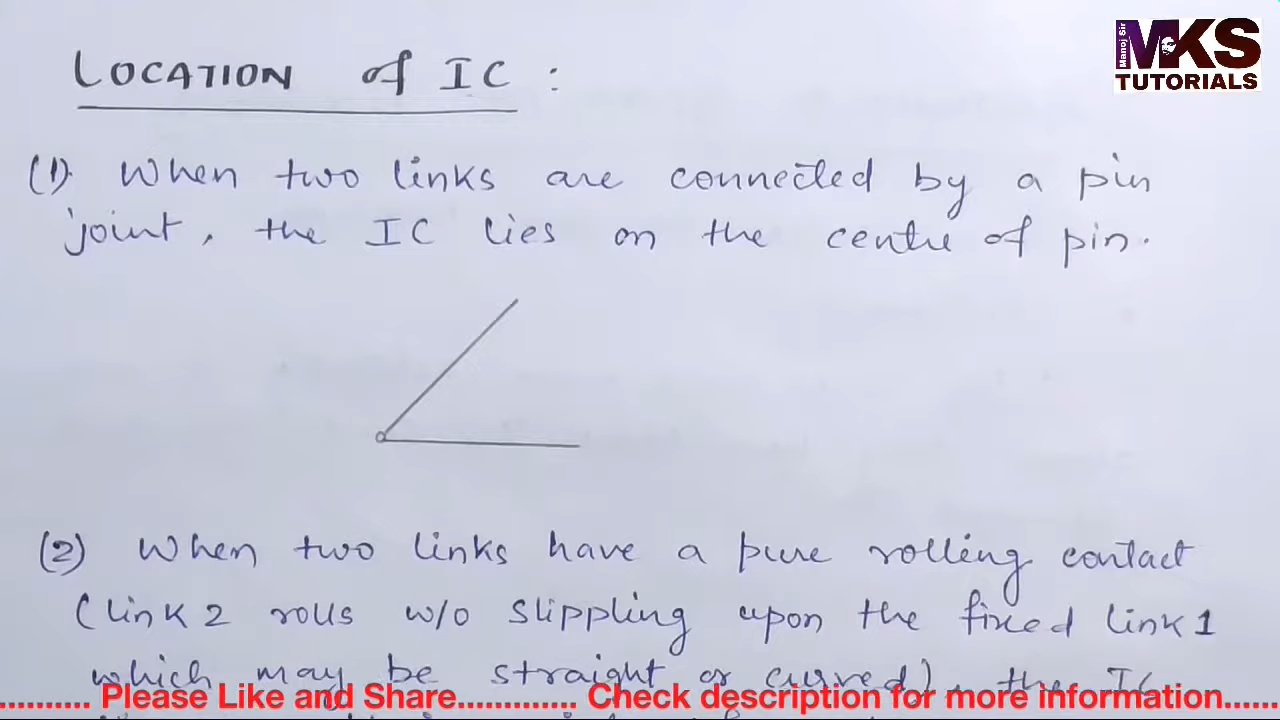 LOCATION of IC :
Manoj Sir
MKS
TUTORIALS
(1). When two links are connected by a pin
joint, the IC lies on the centre of pin.
(2) When two links have a pure rolling contact
(link 2 rolls w/o slippling upon the fixed link 1
which may be straight or curved), the IC
.......... Please Like and Share............. Check description for more information......